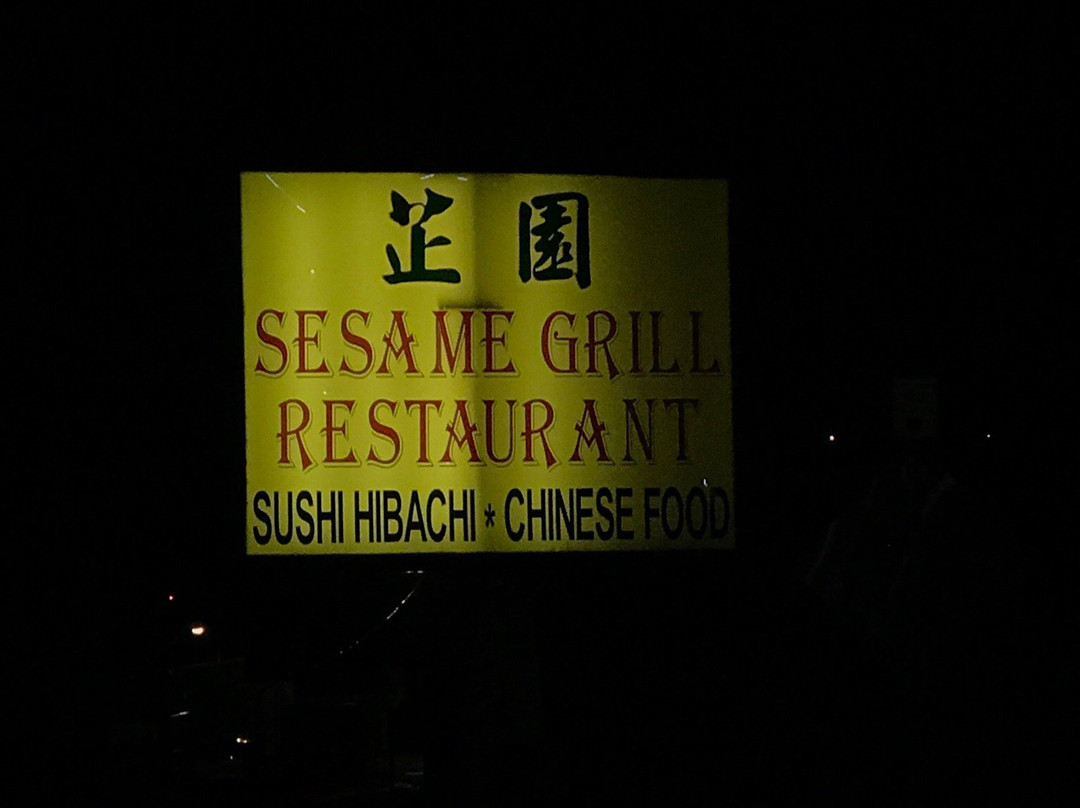 芷園
SESAME GRILL
RESTAURANT
SUSHI HIBACHI * CHINESE FOOD